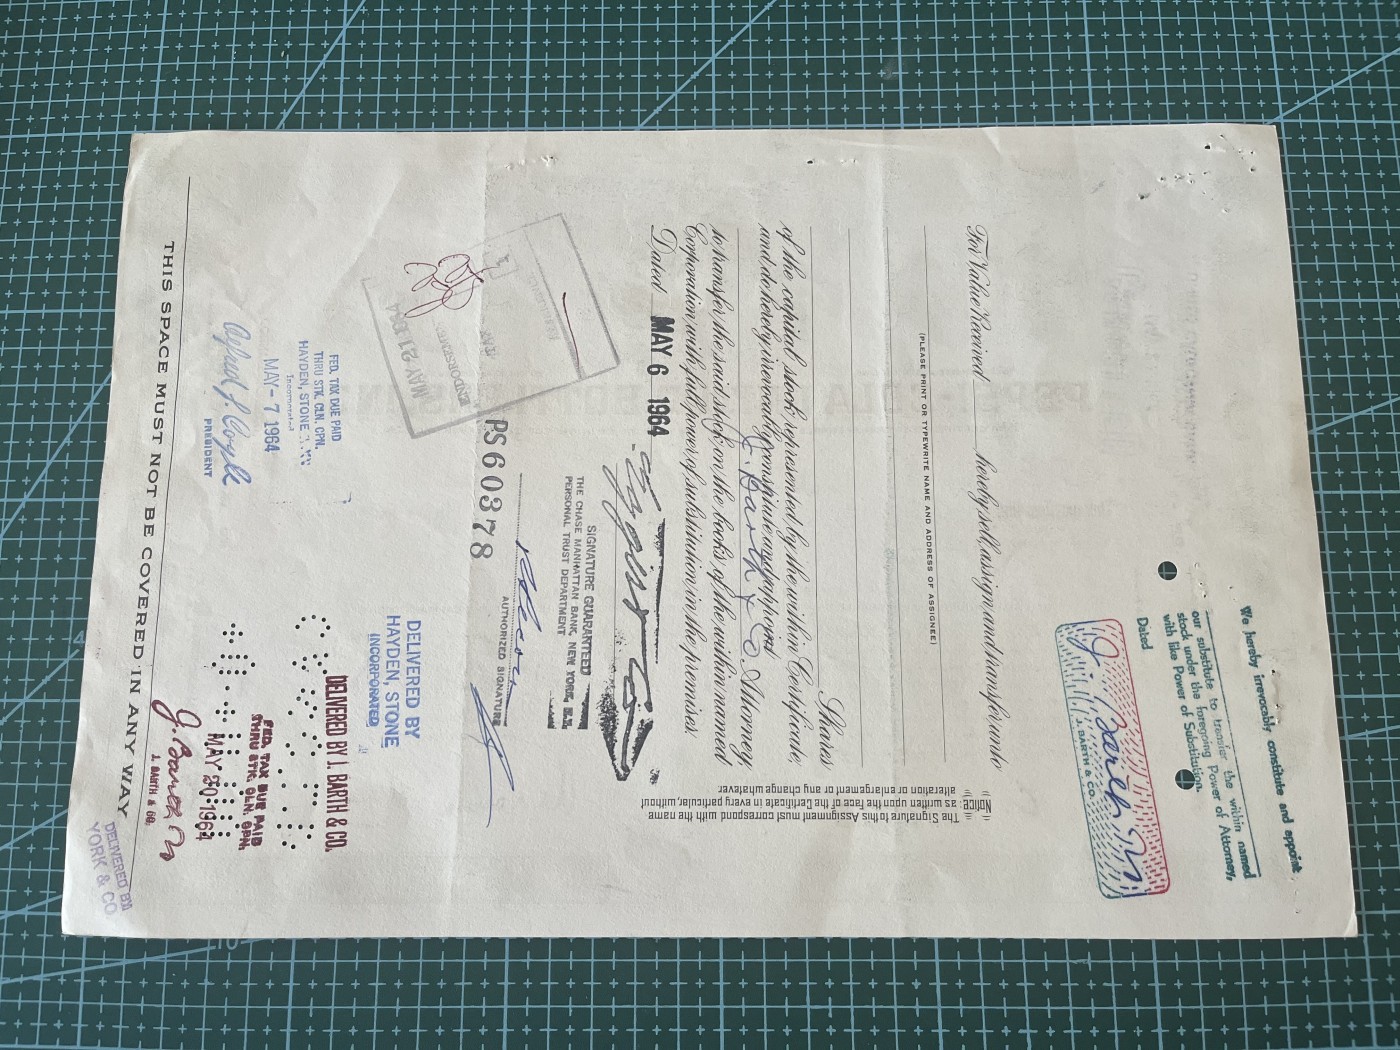 We hereby irrevocably constitute and appoint
our substitute to transfer the within named
stock under the foregoing Power of Attorney,
with like Power of Substitution.
Dated
J. Barth
J. BARTH & CO.
For Value Received hereby sell, assign and transfer unto
(PLEASE PRINT OR TYPEWRITE NAME AND ADDRESS OF ASSIGNEE)
Shares
of the capital stock represented by the within Certificate,
and do hereby irrevocably constitute and appoint
J. Barth & Co Attorney
to transfer the said stock on the books of the within named
Corporation, with full power of substitution in the premises.
Dated MAY 6 1964
Notice: The Signature to this Assignment must correspond with the name
as written upon the face of the Certificate in every particular, without
alteration or enlargement or any change whatever.
SIGNATURE GUARANTEED
THE CHASE MANHATTAN BANK, NEW YORK, N.Y.
PERSONAL TRUST DEPARTMENT
AUTHORIZED SIGNATURE
PS60378
ENDORSEMENT
MAY 21 1964
DELIVERED BY
HAYDEN, STONE
INCORPORATED
FED. TAX DUE PAID
THRU STK. CLN. CPN.
HAYDEN, STONE
Incorporated
MAY - 7 1964
PRESIDENT
DELIVERED BY J. BARTH & CO.
FED. TAX DUE PAID
THRU STK. CLN. CPN.
MAY 20 1964
J. Barth
J. BARTH & CO.
THIS SPACE MUST NOT BE COVERED IN ANY WAY
DELIVERED BY
YORK & CO.